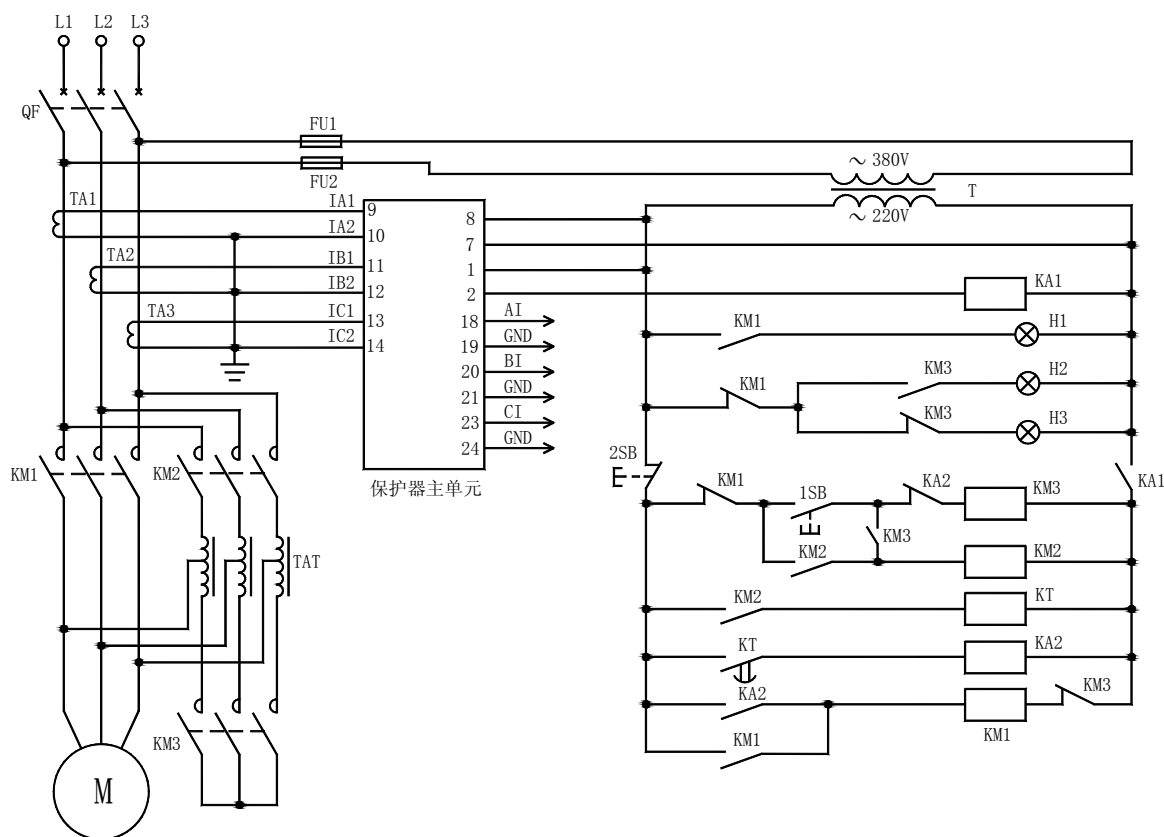 L1 L2 L3
QF
FU1
FU2
～380V
T
～220V
TA1
IA1
9
IA2
10
TA2
IB1
11
IB2
12
TA3
IC1
13
IC2
14
8
7
1
2
18 AI
19 GND
20 BI
21 GND
23 CI
24 GND
保护器主单元
KA1
KM1 H1
KM1 KM3 H2
KM3 H3
2SB
KA1
KM1 1SB KA2 KM3
KM3
KM2 KM2
KM2 KT
KT KA2
KA2 KM3
KM1
KM1
KM1 KM2
TAT
KM3
M